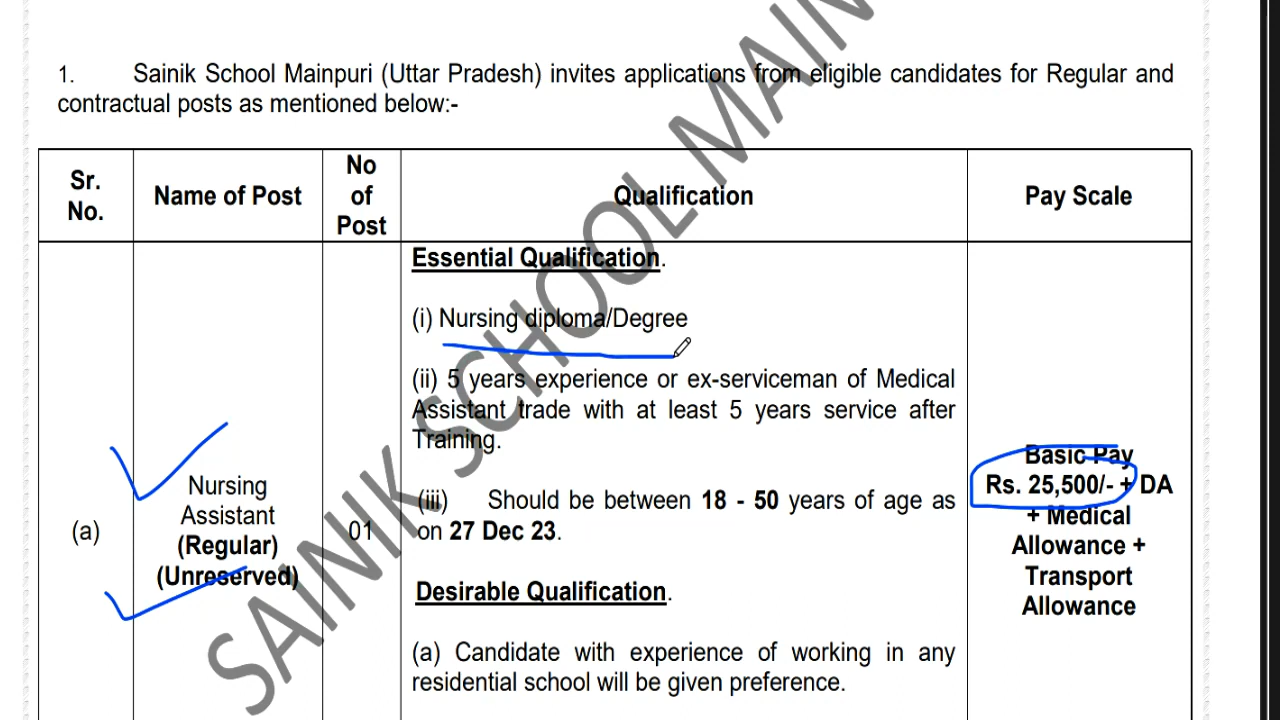 1. Sainik School Mainpuri (Uttar Pradesh) invites applications from eligible candidates for Regular and
contractual posts as mentioned below:-
Sr. No.
Name of Post
No of Post
Qualification
Pay Scale
(a)
Nursing
Assistant
(Regular)
(Unreserved)
01
Essential Qualification.
(i) Nursing diploma/Degree
(ii) 5 years experience or ex-serviceman of Medical
Assistant trade with at least 5 years service after
Training.
(iii) Should be between 18 - 50 years of age as
on 27 Dec 23.
Desirable Qualification.
(a) Candidate with experience of working in any
residential school will be given preference.
Basic Pay
Rs. 25,500/- + DA
+ Medical
Allowance +
Transport
Allowance
SAINIK SCHOOL MAIN